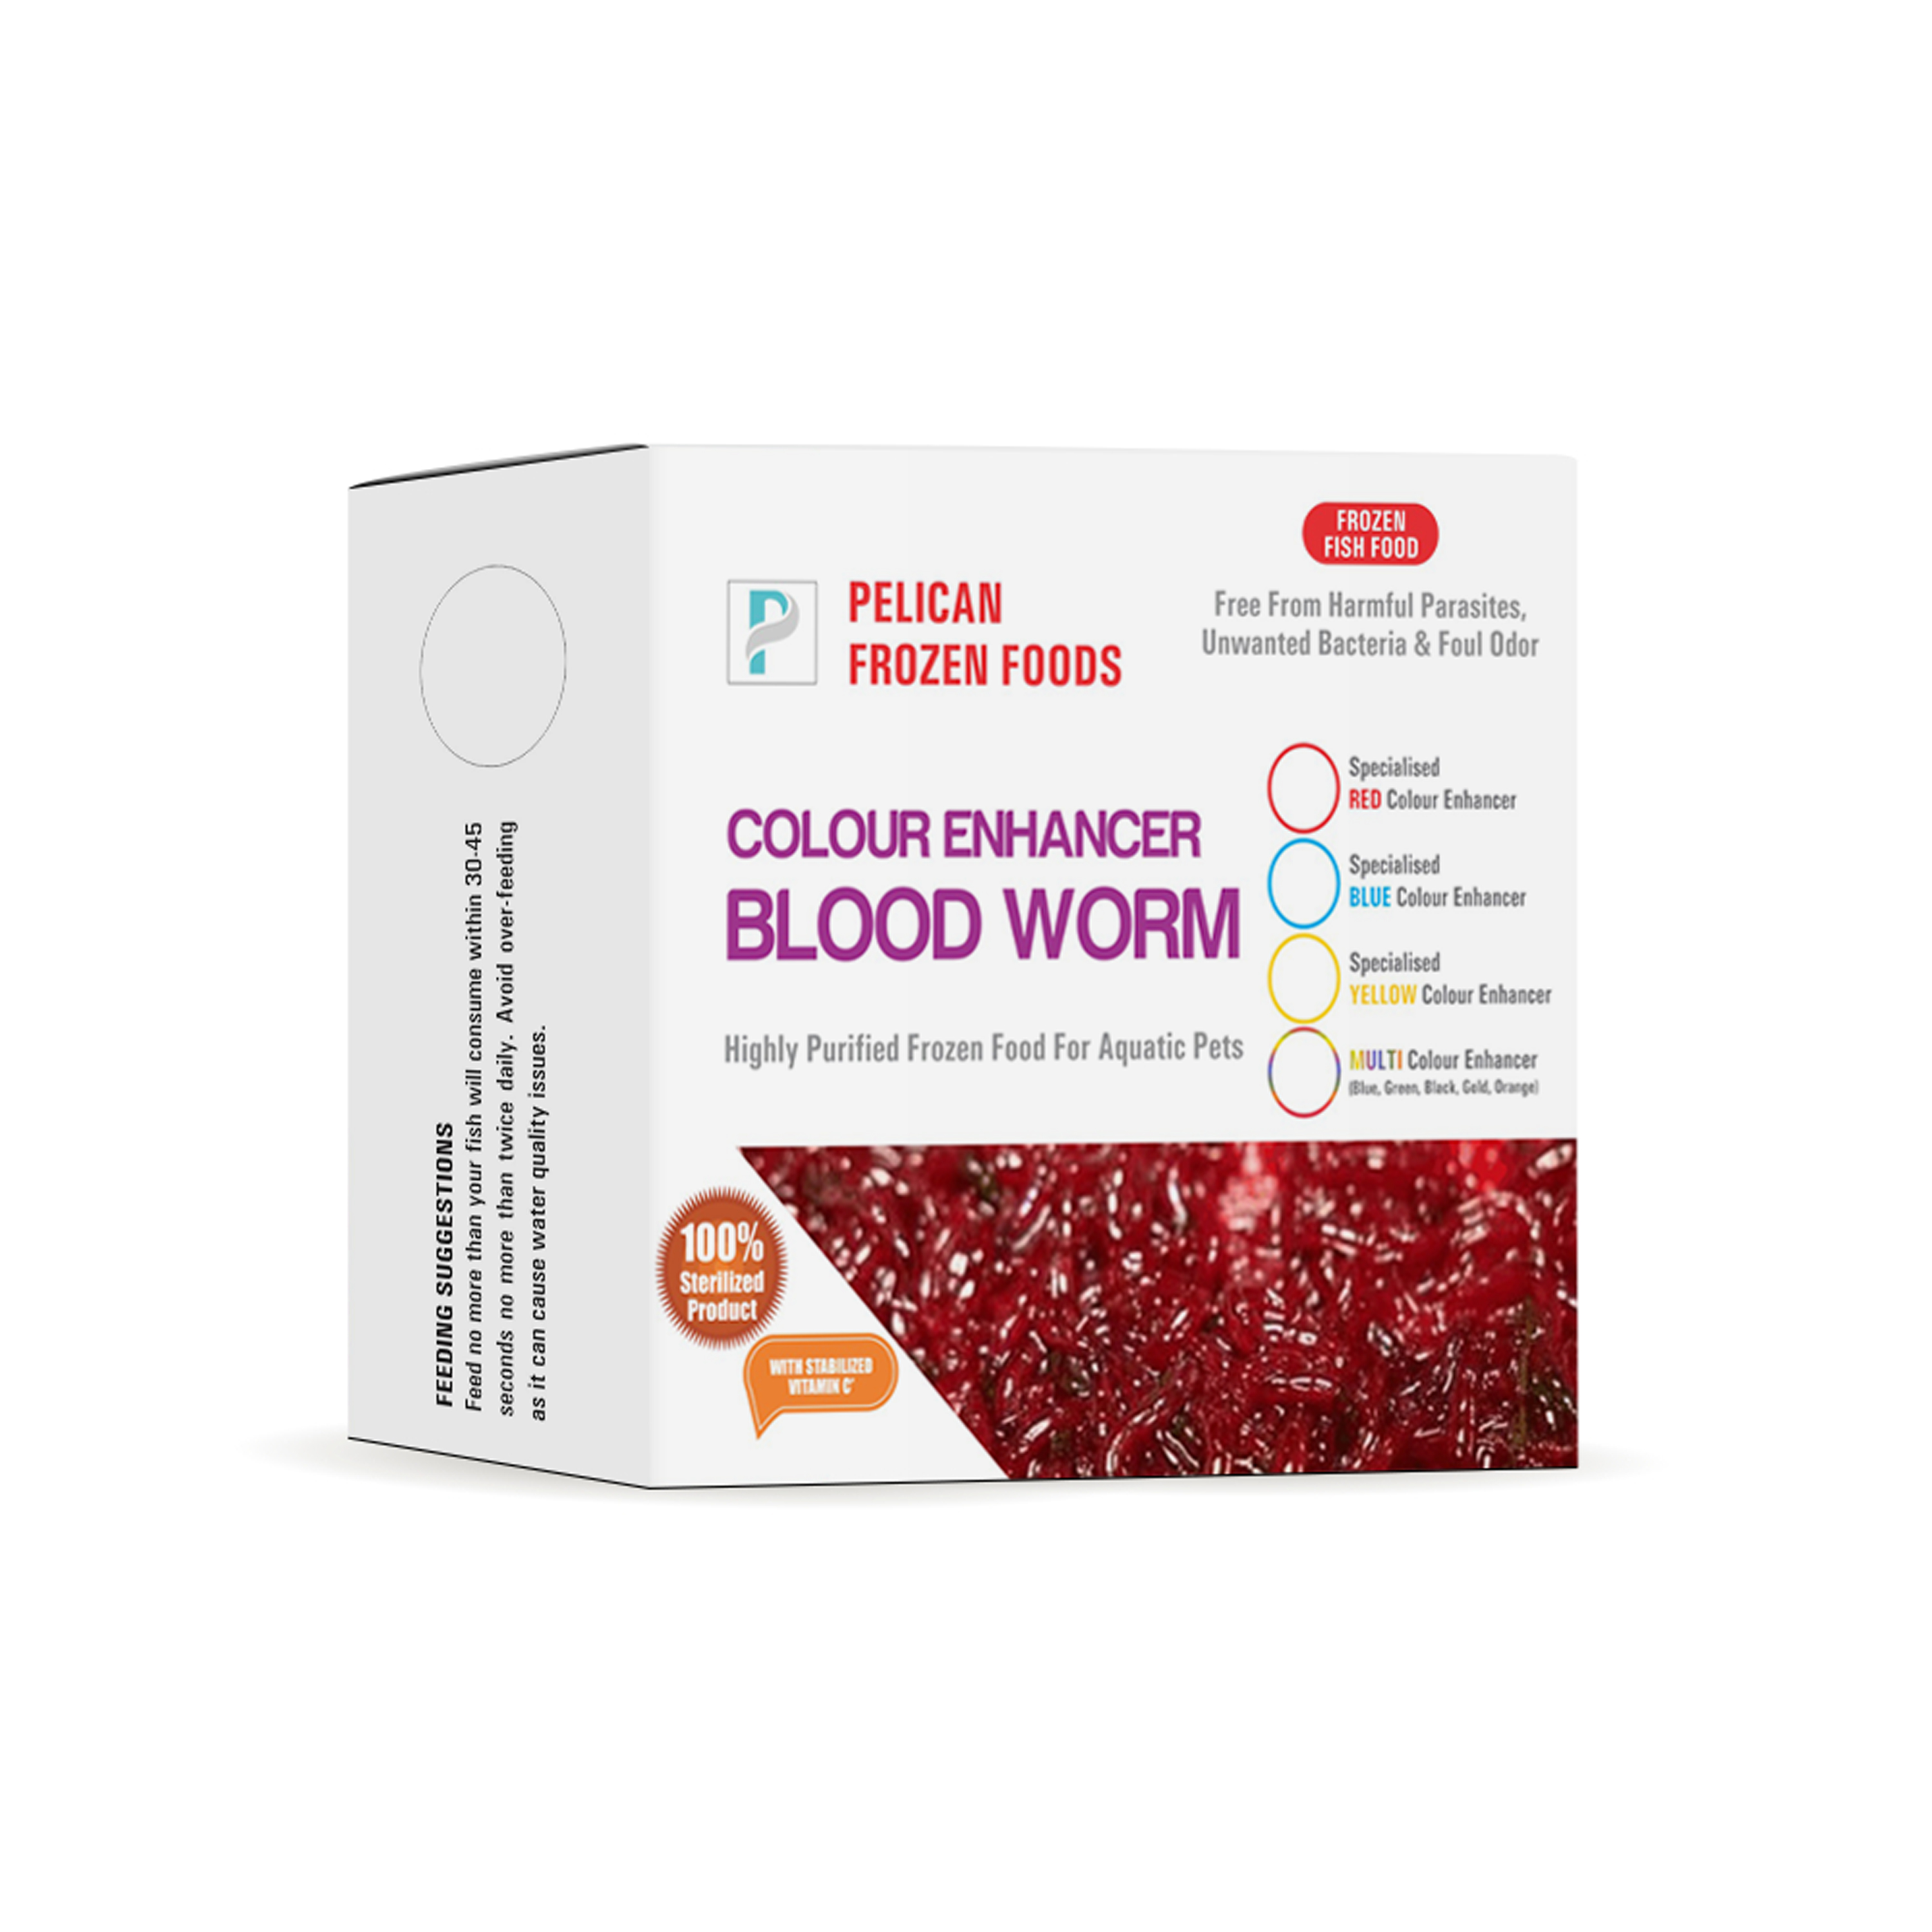 FEEDING SUGGESTIONS
Feed no more than your fish will consume within 30-45
seconds no more than twice daily. Avoid over-feeding
as it can cause water quality issues.
FROZEN
FISH FOOD
Free From Harmful Parasites,
Unwanted Bacteria & Foul Odor
P
PELICAN
FROZEN FOODS
COLOUR ENHANCER
BLOOD WORM
Highly Purified Frozen Food For Aquatic Pets
Specialised
RED Colour Enhancer
Specialised
BLUE Colour Enhancer
Specialised
YELLOW Colour Enhancer
MULTI Colour Enhancer
(Blue, Green, Black, Gold, Orange)
100%
Sterilized
Product
WITH STABILIZED
VITAMIN C'